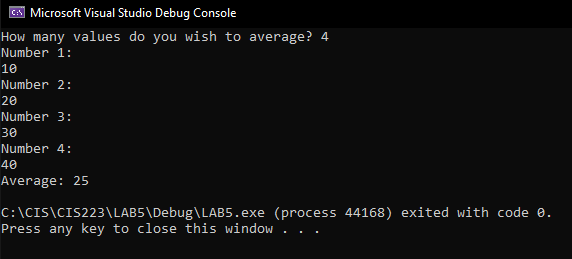 Microsoft Visual Studio Debug Console
How many values do you wish to average? 4
Number 1:
10
Number 2:
20
Number 3:
30
Number 4:
40
Average: 25
C:\CIS\CIS223\LAB5\Debug\LAB5.exe (process 44168) exited with code 0.
Press any key to close this window . . .